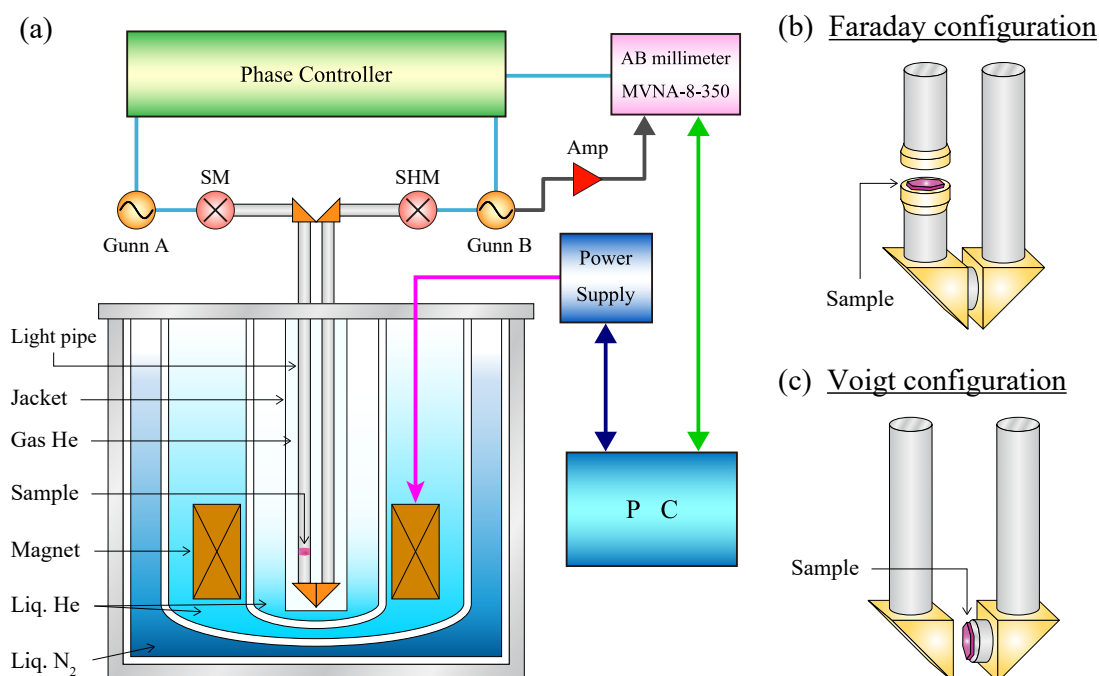 (a)
Phase Controller
AB millimeter
MVNA-8-350
Amp
SM
SHM
Gunn A
Gunn B
Power
Supply
Light pipe
Jacket
Gas He
Sample
Magnet
Liq. He
Liq. N₂
P C
(b) Faraday configuration
Sample
(c) Voigt configuration
Sample